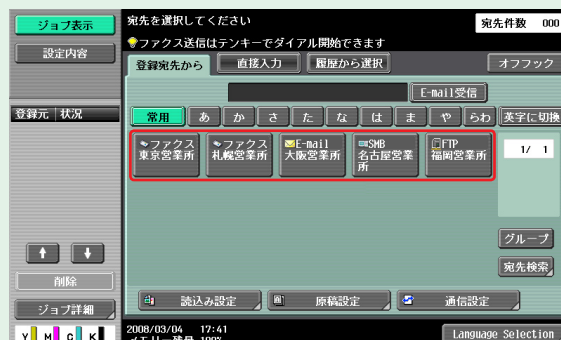 ジョブ表示
設定内容
登録元 状況
削除
ジョブ詳細
Y M C K
宛先を選択してください
宛先件数 000
ファクス送信はテンキーでダイアル開始できます
登録宛先から 直接入力 履歴から選択 オフフック
E-mail受信
常用 あ か さ た な は ま や らわ 英字に切換
ファクス
東京営業所
ファクス
札幌営業所
E-mail
大阪営業所
SMB
名古屋営業
所
FTP
福岡営業所
1/ 1
グループ
宛先検索
読込み設定 原稿設定 通信設定
2008/03/04 17:41
メモリー残量 100%
Language Selection